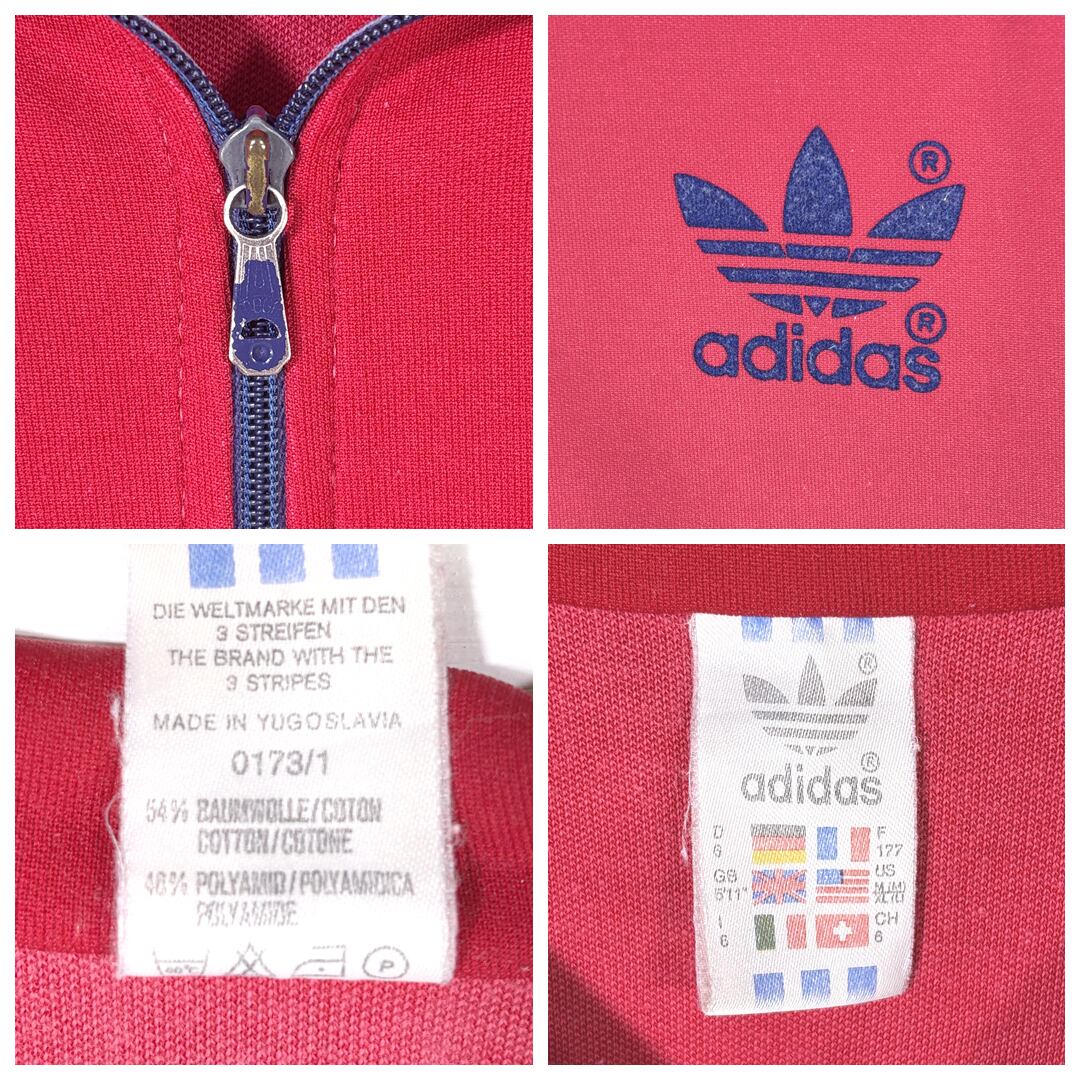 ®
adidas®
DIE WELTMARKE MIT DEN
3 STREIFEN
THE BRAND WITH THE
3 STRIPES
MADE IN YUGOSLAVIA
0173/1
54% BAUMWOLLE/COTON
COTTON/COTONE
46% POLYAMID/POLYAMIDICA
POLYAMIDE
P
®
adidas®
D F
6 177
GB US
5'11"
I CH
6 6